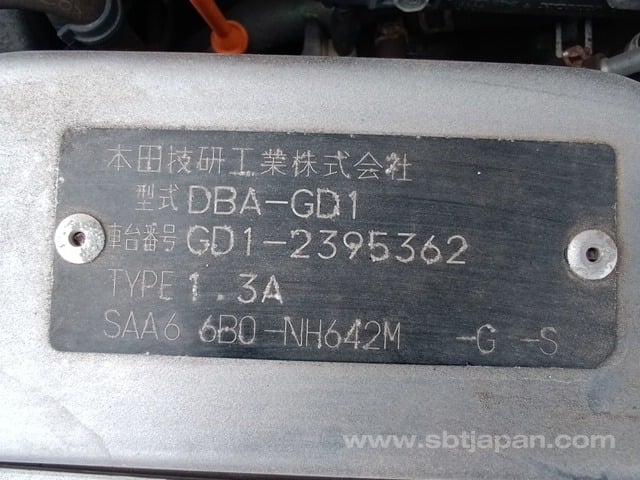 本田技研工業株式会社
型式 DBA-GD1
車台番号 GD1-2395362
TYPE 1.3A
SAA6 6B0-NH642M -G -S
www.sbtjapan.com